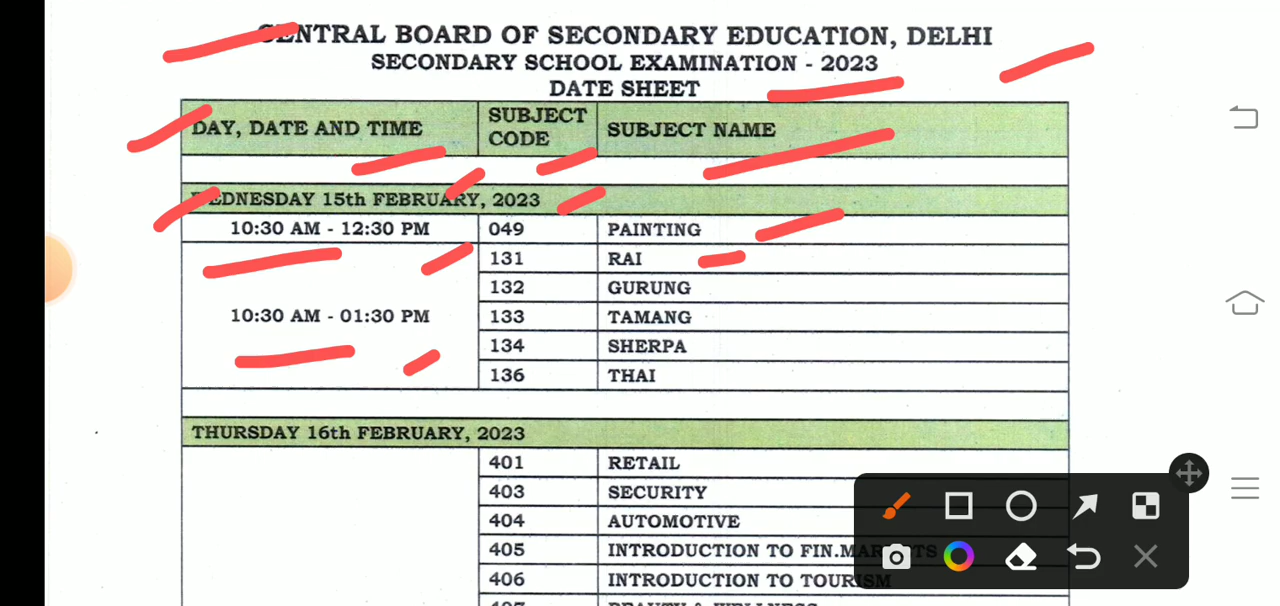 CENTRAL BOARD OF SECONDARY EDUCATION, DELHI
SECONDARY SCHOOL EXAMINATION - 2023
DATE SHEET
DAY, DATE AND TIME SUBJECT CODE SUBJECT NAME
WEDNESDAY 15th FEBRUARY, 2023
10:30 AM - 12:30 PM 049 PAINTING
131 RAI
132 GURUNG
10:30 AM - 01:30 PM 133 TAMANG
134 SHERPA
136 THAI
THURSDAY 16th FEBRUARY, 2023
401 RETAIL
403 SECURITY
404 AUTOMOTIVE
405 INTRODUCTION TO FIN.MARKETS
406 INTRODUCTION TO TOURISM
407 BEAUTY & WELLNESS